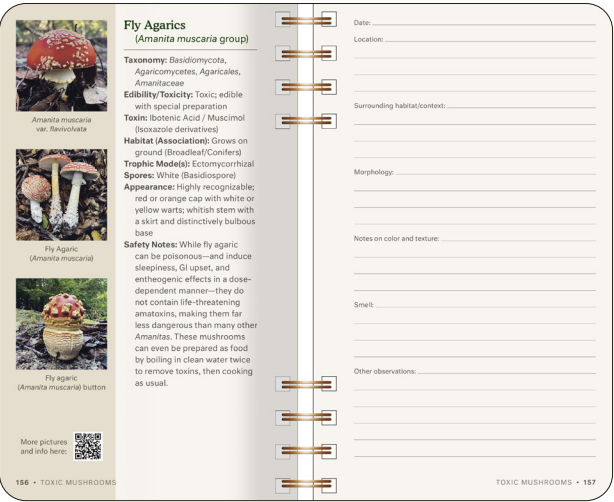 Fly Agarics
(Amanita muscaria group)
Taxonomy: Basidiomycota,
Agaricomycetes, Agaricales,
Amanitaceae
Edibility/Toxicity: Toxic; edible
with special preparation
Toxin: Ibotenic Acid / Muscimol
(Isoxazole derivatives)
Habitat (Association): Grows on
ground (Broadleaf/Conifers)
Trophic Mode(s): Ectomycorrhizal
Spores: White (Basidiospore)
Appearance: Highly recognizable;
red or orange cap with white or
yellow warts; whitish stem with
a skirt and distinctively bulbous
base
Safety Notes: While fly agaric
can be poisonous—and induce
sleepiness, GI upset, and
entheogenic effects in a dose-
dependent manner—they do
not contain life-threatening
amatoxins, making them far
less dangerous than many other
Amanitas. These mushrooms
can even be prepared as food
by boiling in clean water twice
to remove toxins, then cooking
as usual.
Amanita muscaria
var. flavivolvata
Fly Agaric
(Amanita muscaria)
Fly agaric
(Amanita muscaria) button
More pictures
and info here:
156 • TOXIC MUSHROOMS
Date:
Location:
Surrounding habitat/context:
Morphology:
Notes on color and texture:
Smell:
Other observations:
TOXIC MUSHROOMS • 157